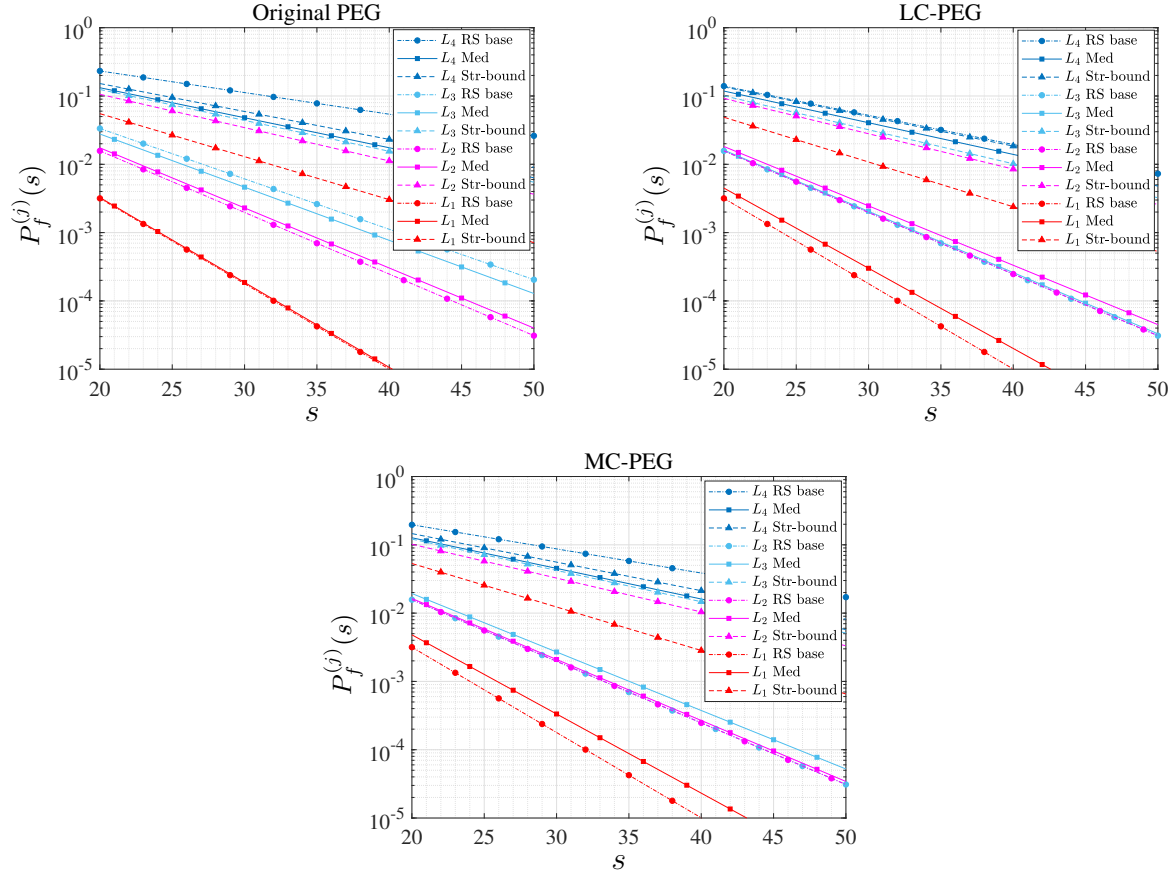 Original PEG
10^0
10^-1
10^-2
10^-3
10^-4
10^-5
P_f^(j)(s)
20 25 30 35 40 45 50
s
L_4 RS base
L_4 Med
L_4 Str-bound
L_3 RS base
L_3 Med
L_3 Str-bound
L_2 RS base
L_2 Med
L_2 Str-bound
L_1 RS base
L_1 Med
L_1 Str-bound
LC-PEG
10^0
10^-1
10^-2
10^-3
10^-4
10^-5
P_f^(j)(s)
20 25 30 35 40 45 50
s
L_4 RS base
L_4 Med
L_4 Str-bound
L_3 RS base
L_3 Med
L_3 Str-bound
L_2 RS base
L_2 Med
L_2 Str-bound
L_1 RS base
L_1 Med
L_1 Str-bound
MC-PEG
10^0
10^-1
10^-2
10^-3
10^-4
10^-5
P_f^(j)(s)
20 25 30 35 40 45 50
s
L_4 RS base
L_4 Med
L_4 Str-bound
L_3 RS base
L_3 Med
L_3 Str-bound
L_2 RS base
L_2 Med
L_2 Str-bound
L_1 RS base
L_1 Med
L_1 Str-bound